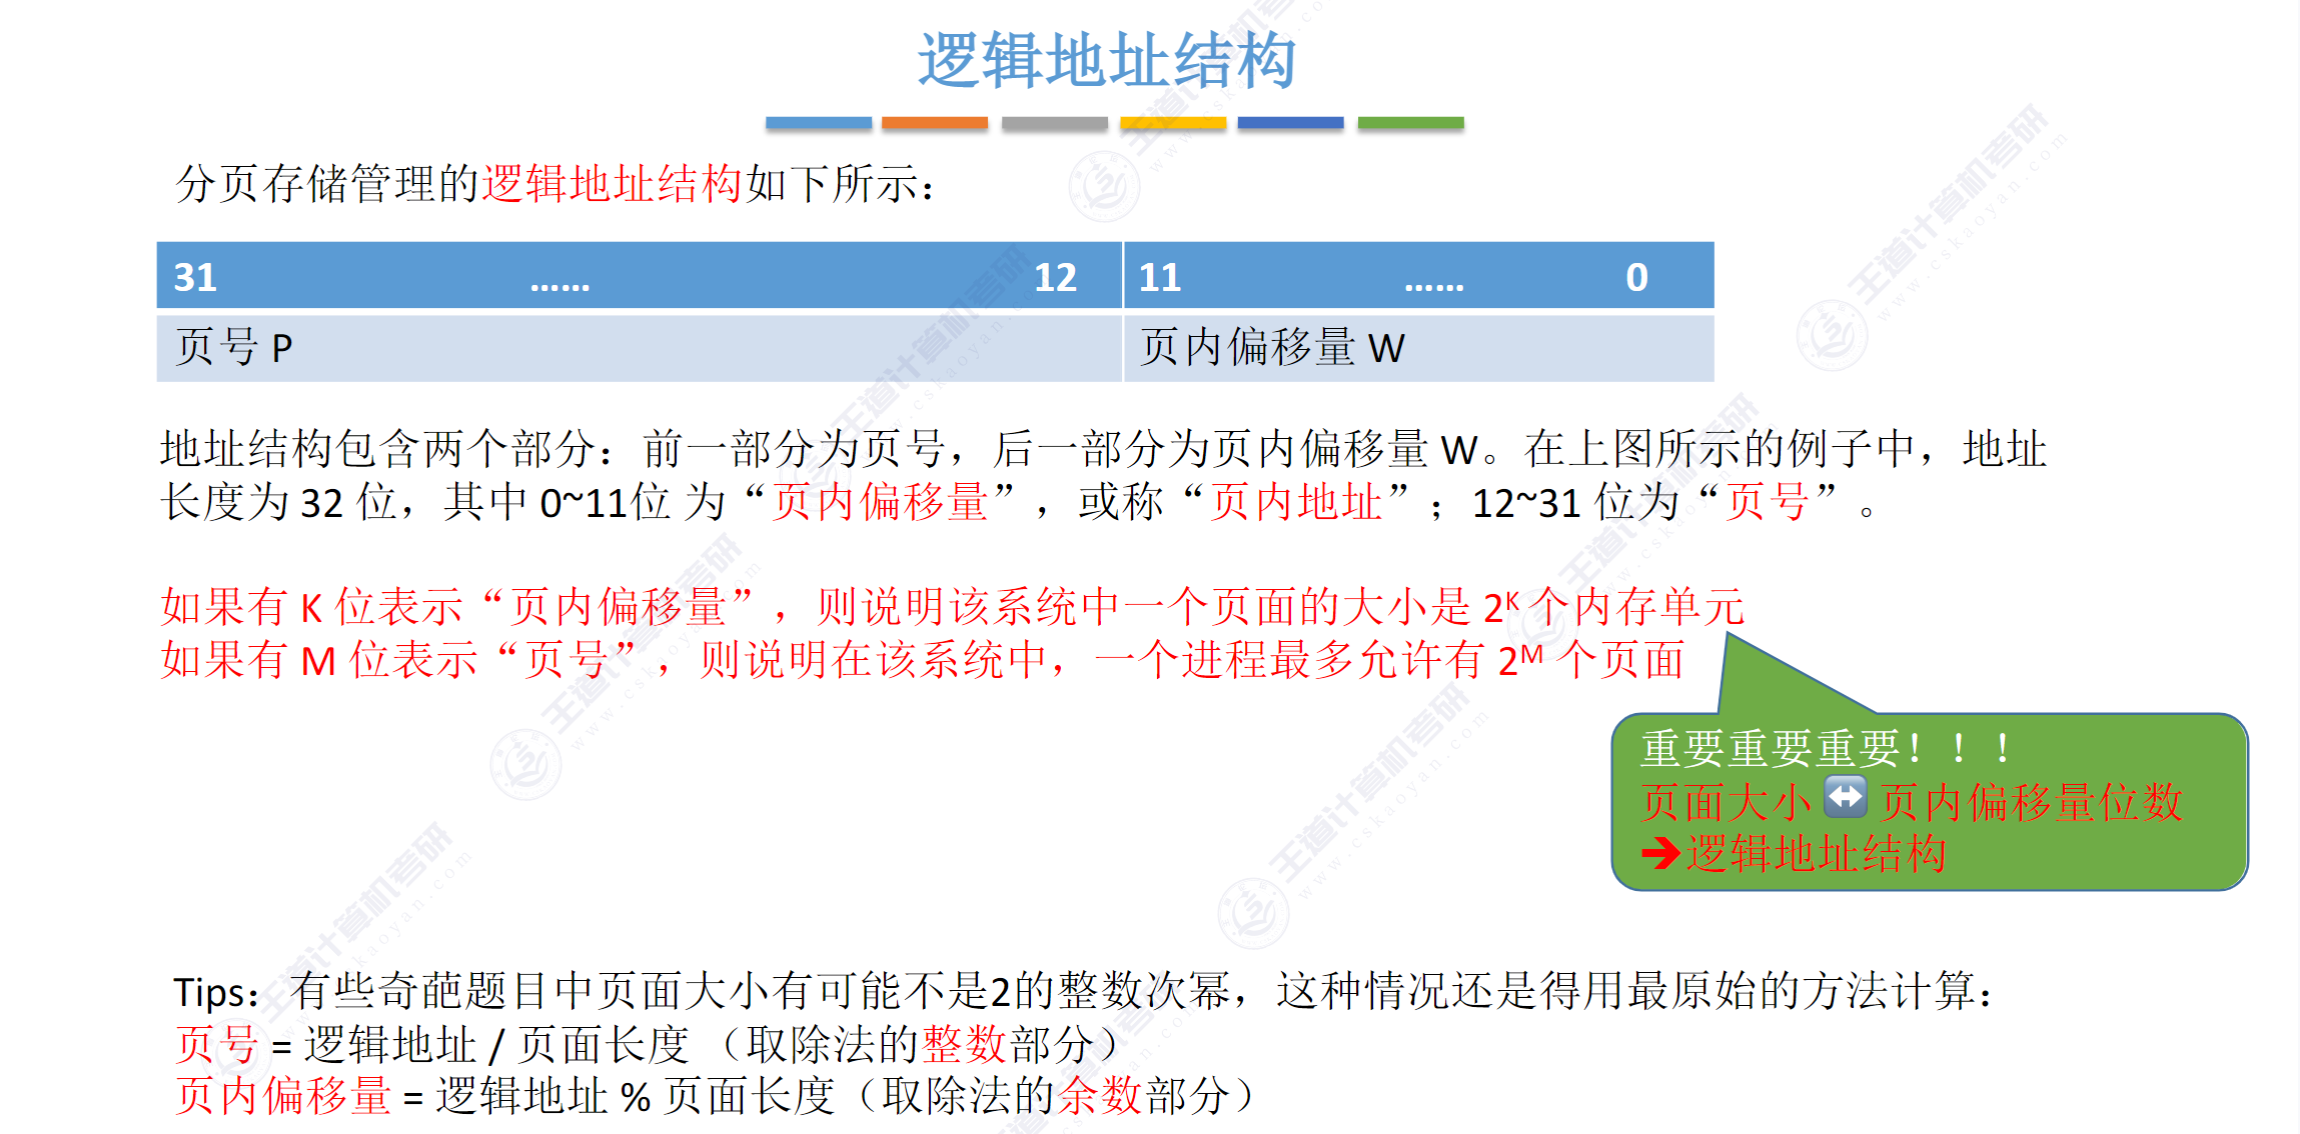 逻辑地址结构
分页存储管理的逻辑地址结构如下所示：
31 …… 12 11 …… 0
页号 P 页内偏移量 W
地址结构包含两个部分：前一部分为页号，后一部分为页内偏移量 W。在上图所示的例子中，地址
长度为 32 位，其中 0~11位 为“页内偏移量”，或称“页内地址”；12~31 位为“页号”。
如果有 K 位表示“页内偏移量”，则说明该系统中一个页面的大小是 2ᴷ 个内存单元
如果有 M 位表示“页号”，则说明在该系统中，一个进程最多允许有 2ᴹ 个页面
重要重要重要！！！
页面大小 ↔️ 页内偏移量位数
➔逻辑地址结构
Tips：有些奇葩题目中页面大小有可能不是2的整数次幂，这种情况还是得用最原始的方法计算：
页号 = 逻辑地址 / 页面长度 （取除法的整数部分）
页内偏移量 = 逻辑地址 % 页面长度（取除法的余数部分）
王道计算机考研
www.cskaoyan.com